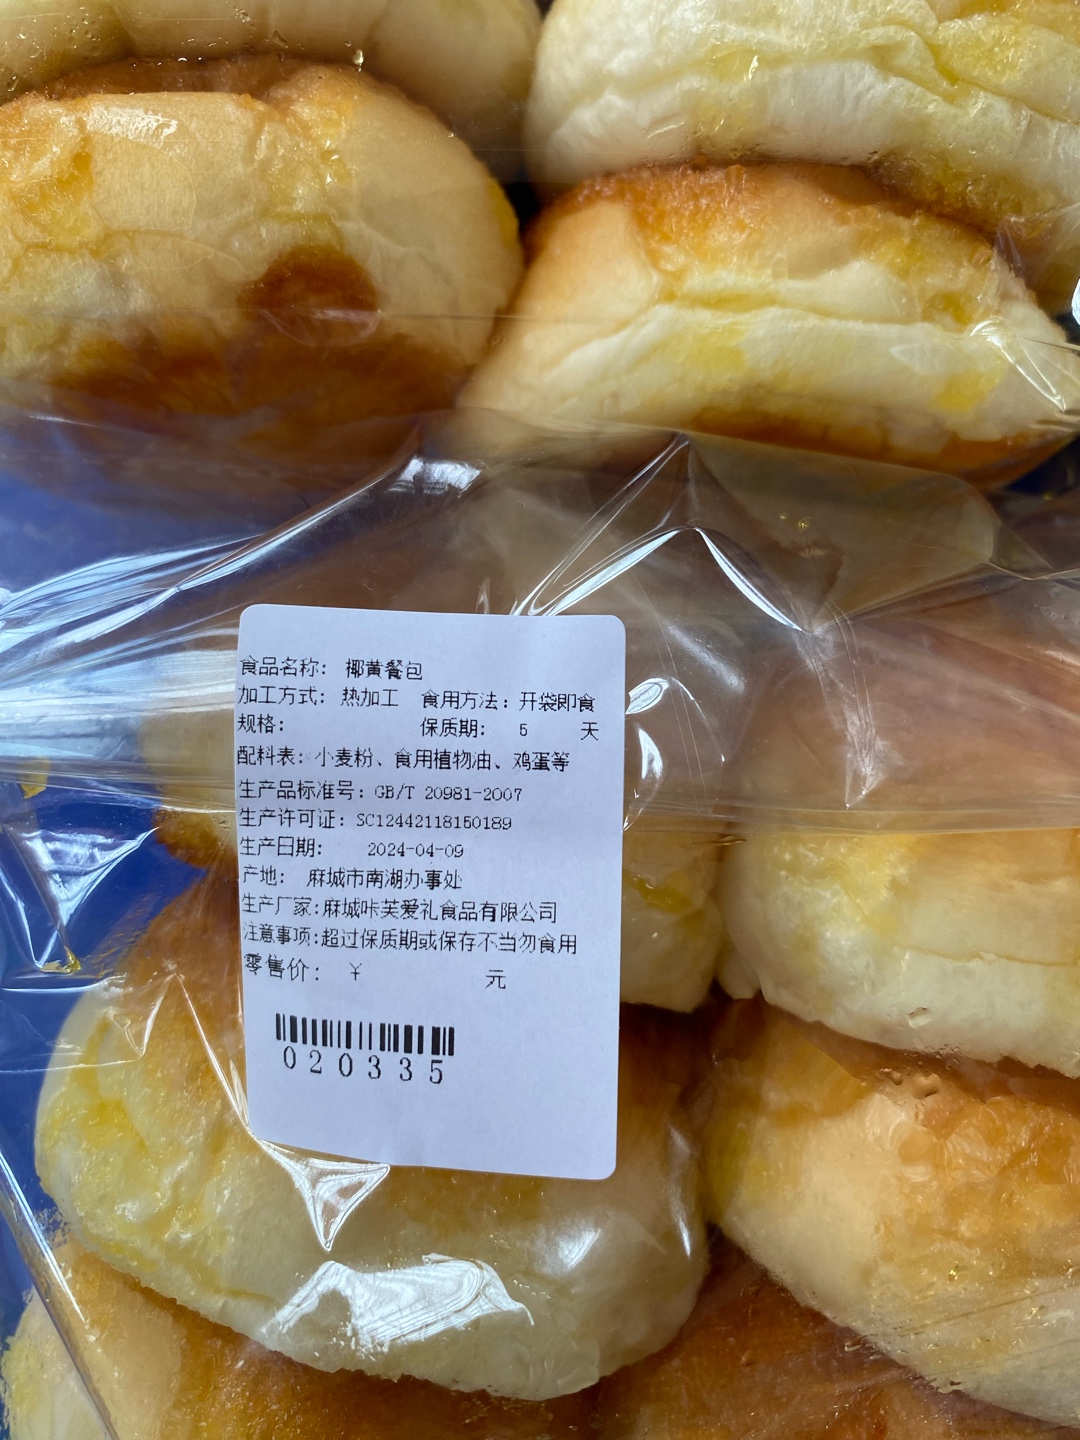 食品名称: 椰黄餐包
加工方式: 热加工 食用方法: 开袋即食
规格: 保质期: 5 天
配料表: 小麦粉、食用植物油、鸡蛋等
生产品标准号: GB/T 20981-2007
生产许可证: SC12442118150189
生产日期: 2024-04-09
产地: 麻城市南湖办事处
生产厂家:麻城咔芙爱礼食品有限公司
注意事项:超过保质期或保存不当勿食用
零售价: ¥ 元
020335